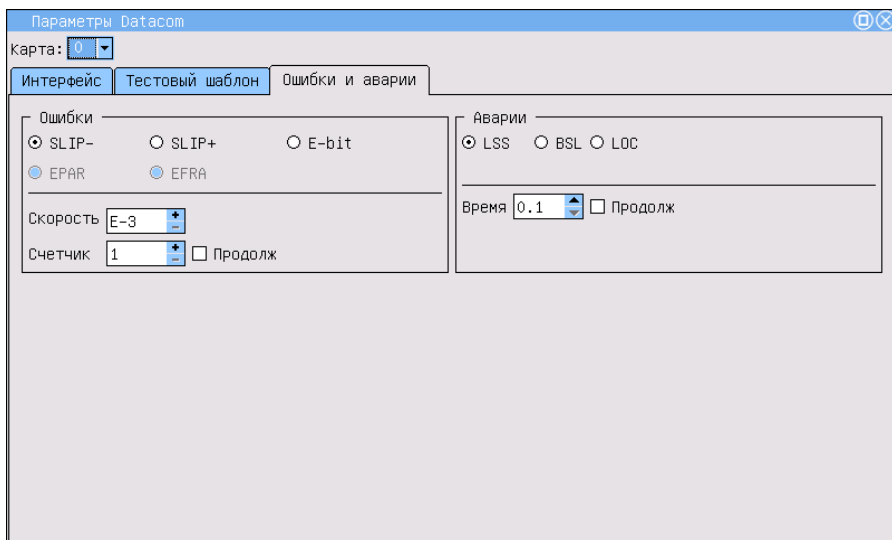 Параметры Datacom
Карта: 0
Интерфейс Тестовый шаблон Ошибки и аварии
Ошибки
SLIP- SLIP+ E-bit
EPAR EFRA
Скорость E-3
Счетчик 1 Продолж
Аварии
LSS BSL LOC
Время 0.1 Продолж